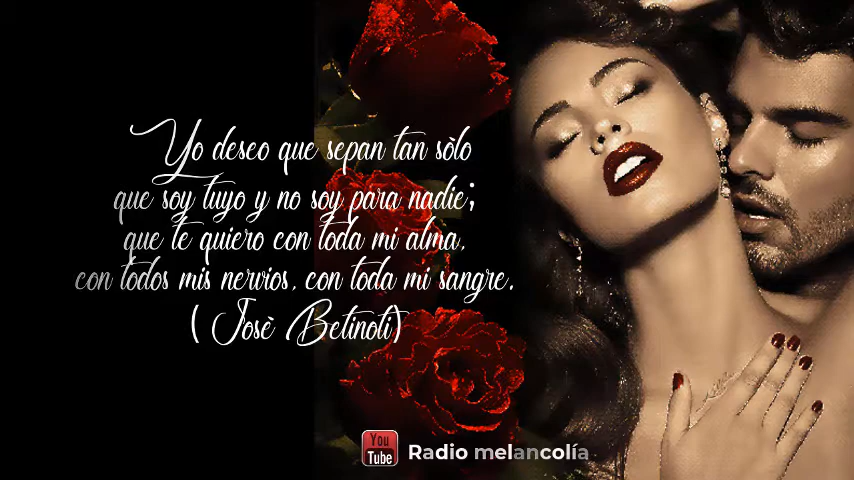 Yo deseo que sepan tan sòlo
que soy tuyo y no soy para nadie;
que te quiero con toda mi alma,
con todos mis nervios, con toda mi sangre.
( Josè Betinoti)
You
Tube
Radio melancolía